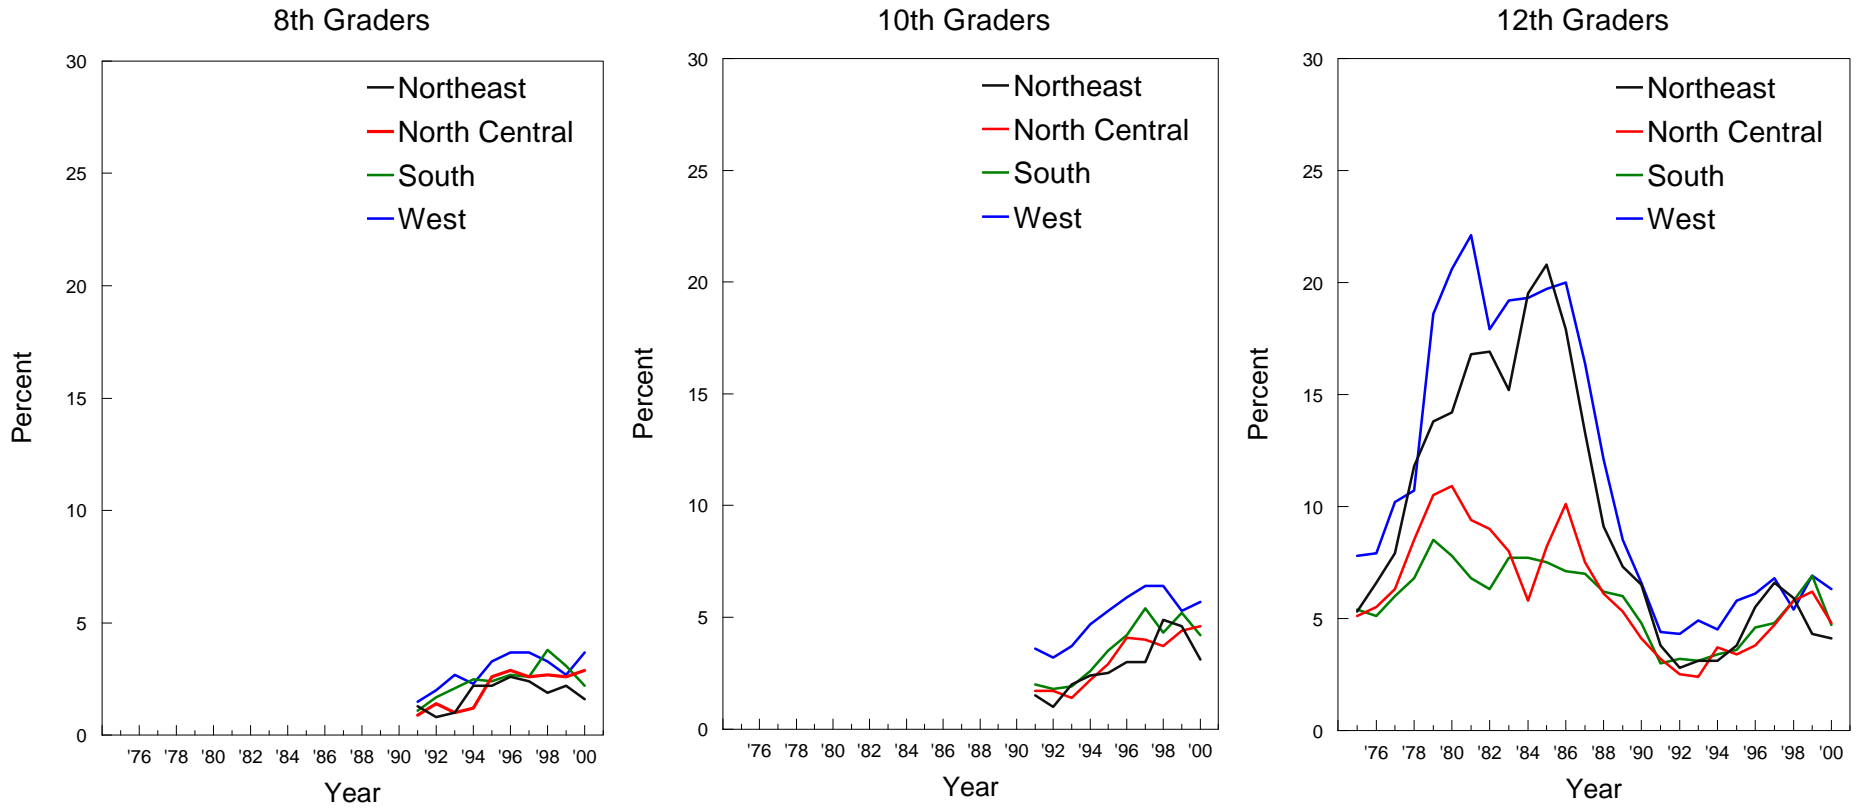 8th Graders
30
25
20
15
10
5
0
Percent
Northeast
North Central
South
West
'76 '78 '80 '82 '84 '86 '88 '90 '92 '94 '96 '98 '00
Year
10th Graders
30
25
20
15
10
5
0
Percent
Northeast
North Central
South
West
'76 '78 '80 '82 '84 '86 '88 '90 '92 '94 '96 '98 '00
Year
12th Graders
30
25
20
15
10
5
0
Percent
Northeast
North Central
South
West
'76 '78 '80 '82 '84 '86 '88 '90 '92 '94 '96 '98 '00
Year